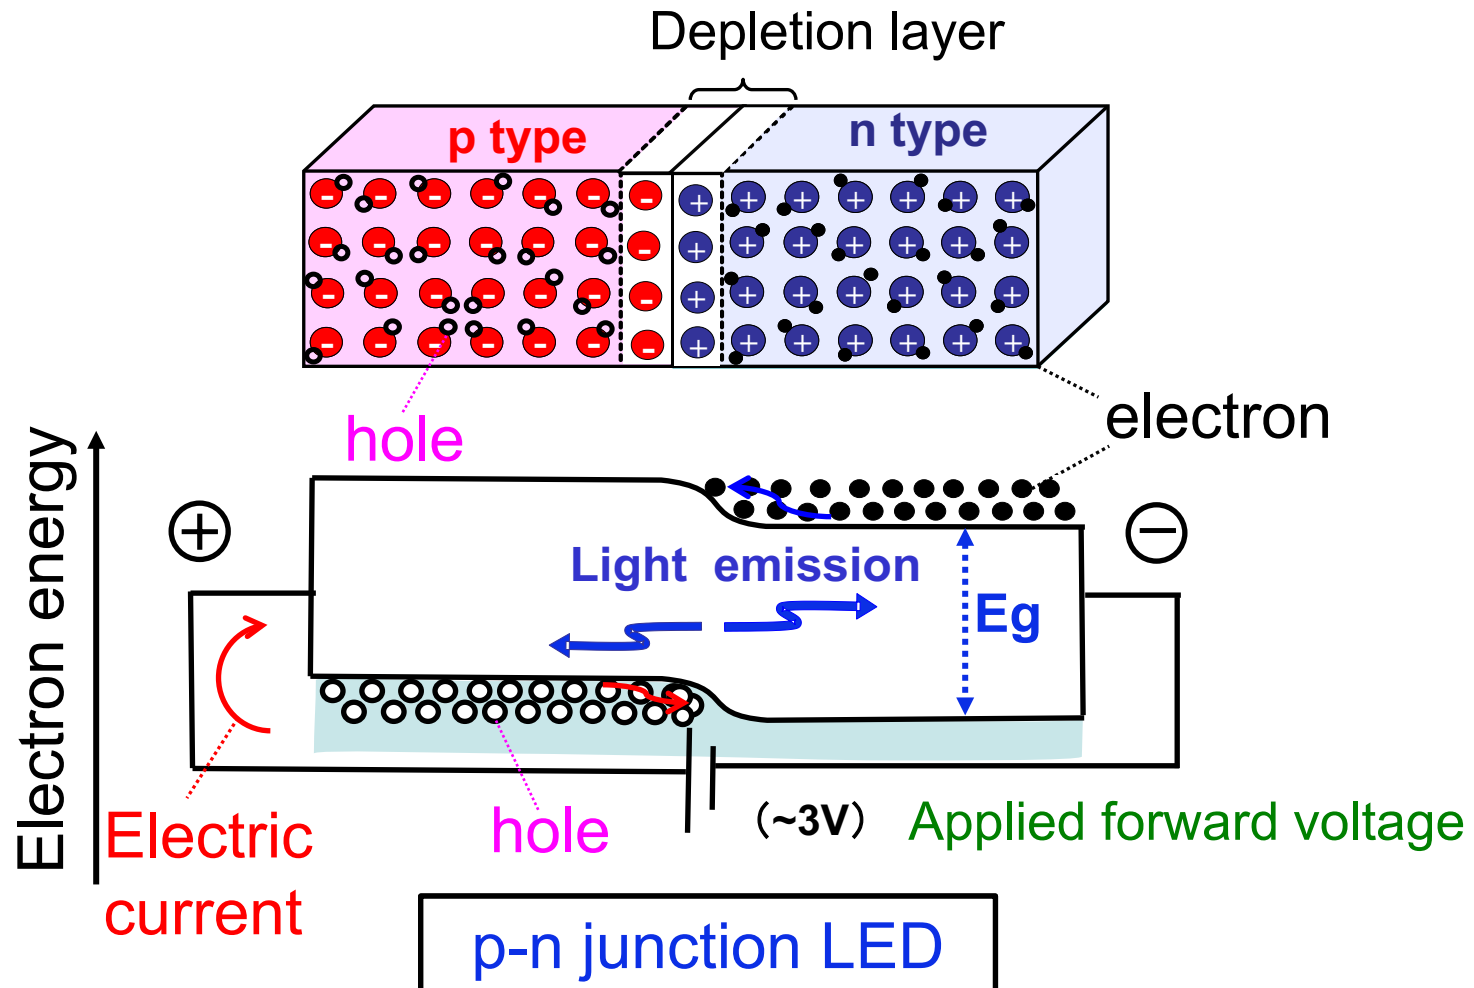 Depletion layer
p type
n type
hole
electron
Electron energy
+
−
Light emission
Eg
Electric
current
hole
(~3V)
Applied forward voltage
p-n junction LED